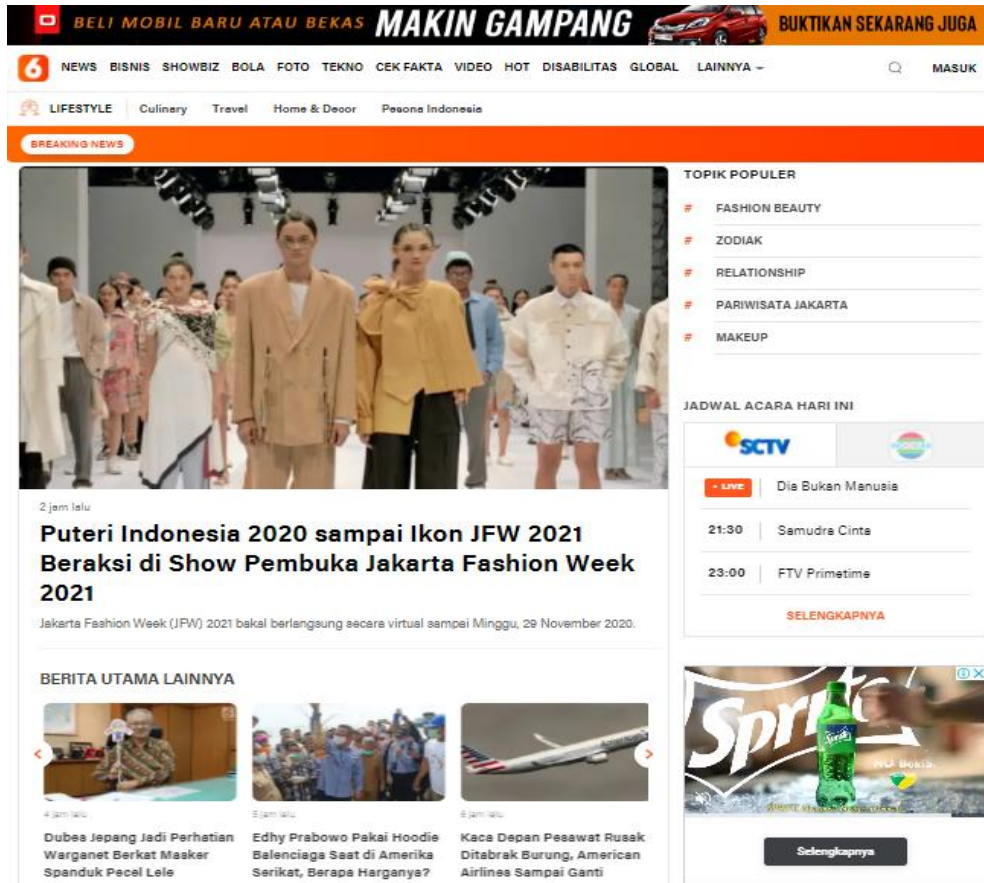 BELI MOBIL BARU ATAU BEKAS MAKIN GAMPANG BUKTIKAN SEKARANG JUGA
6 NEWS BISNIS SHOWBIZ BOLA FOTO TEKNO CEK FAKTA VIDEO HOT DISABILITAS GLOBAL LAINNYA MASUK
LIFESTYLE Culinary Travel Home & Decor Pesona Indonesia
BREAKING NEWS
2 jam lalu
Puteri Indonesia 2020 sampai Ikon JFW 2021
Beraksi di Show Pembuka Jakarta Fashion Week
2021
Jakarta Fashion Week (JFW) 2021 bakal berlangsung secara virtual sampai Minggu, 29 November 2020.
BERITA UTAMA LAINNYA
4 jam lalu
Dubes Jepang Jadi Perhatian
Warganet Berkat Masker
Spanduk Pecel Lele
5 jam lalu
Edhy Prabowo Pakai Hoodie
Balenciaga Saat di Amerika
Serikat, Berapa Harganya?
6 jam lalu
Kaca Depan Pesawat Rusak
Ditabrak Burung, American
Airlines Sampai Ganti
TOPIK POPULER
# FASHION BEAUTY
# ZODIAK
# RELATIONSHIP
# PARIWISATA JAKARTA
# MAKEUP
JADWAL ACARA HARI INI
SCTV
LIVE Dia Bukan Manusia
21:30 Samudra Cinta
23:00 FTV Primetime
SELENGKAPNYA
Sprite
Sprite
Selengkapnya